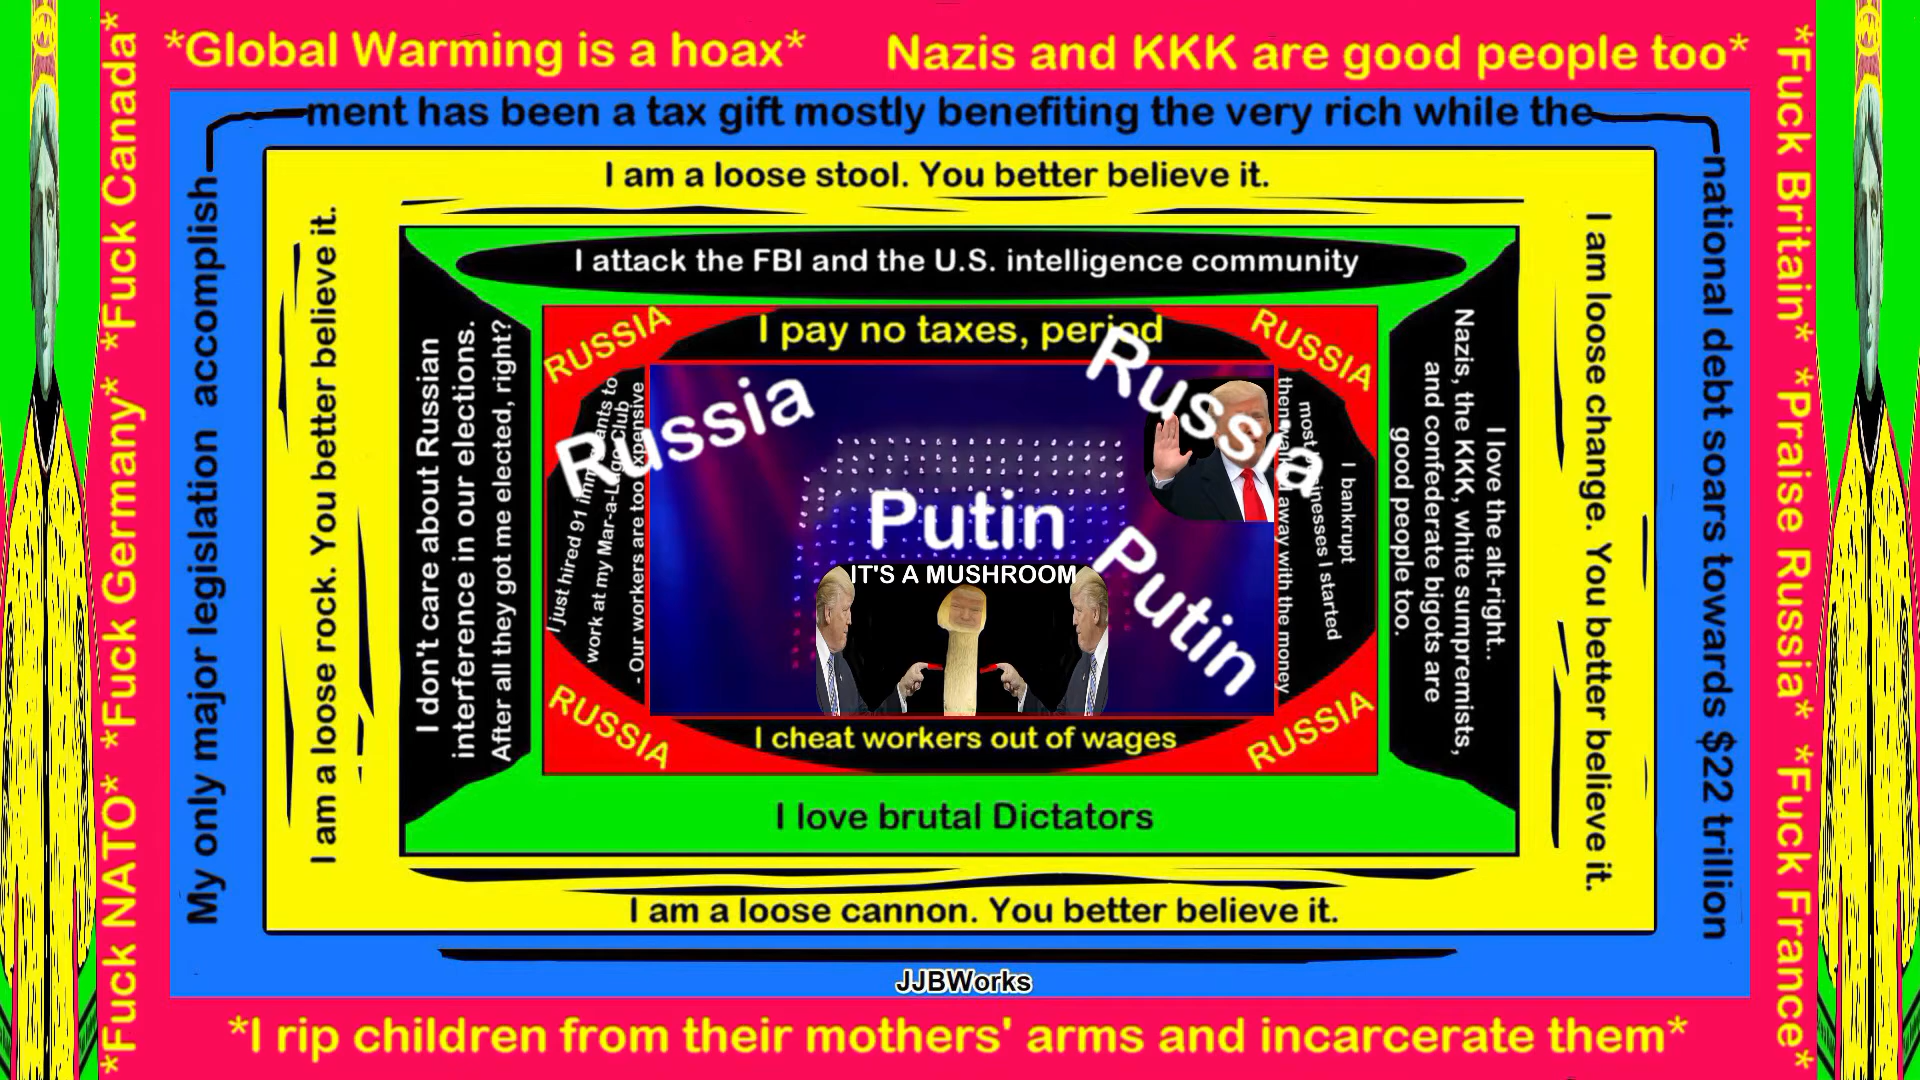 *Global Warming is a hoax*
Nazis and KKK are good people too*
*Fuck NATO* *Fuck Germany* *Fuck Canada*
*Fuck Britain* *Praise Russia* *Fuck France*
*I rip children from their mothers' arms and incarcerate them*
My only major legislation accomplish
ment has been a tax gift mostly benefiting the very rich while the
national debt soars towards $22 trillion
I am a loose stool. You better believe it.
I am a loose rock. You better believe it.
I am loose change. You better believe it.
I am a loose cannon. You better believe it.
I attack the FBI and the U.S. intelligence community
I don't care about Russian
interference in our elections.
After all they got me elected, right?
I love the alt-right..
Nazis, the KKK, white sumpremists,
and confederate bigots are
good people too.
I love brutal Dictators
RUSSIA
RUSSIA
I pay no taxes, period
I just hired 91 immigrants to
work at my Mar-a-Lago Club
- Our workers are too expensive
I bankrupt
most businesses I started
then walk away with the money
Russia
Russia
Putin
Putin
IT'S A MUSHROOM
I cheat workers out of wages
RUSSIA
RUSSIA
JJBWorks